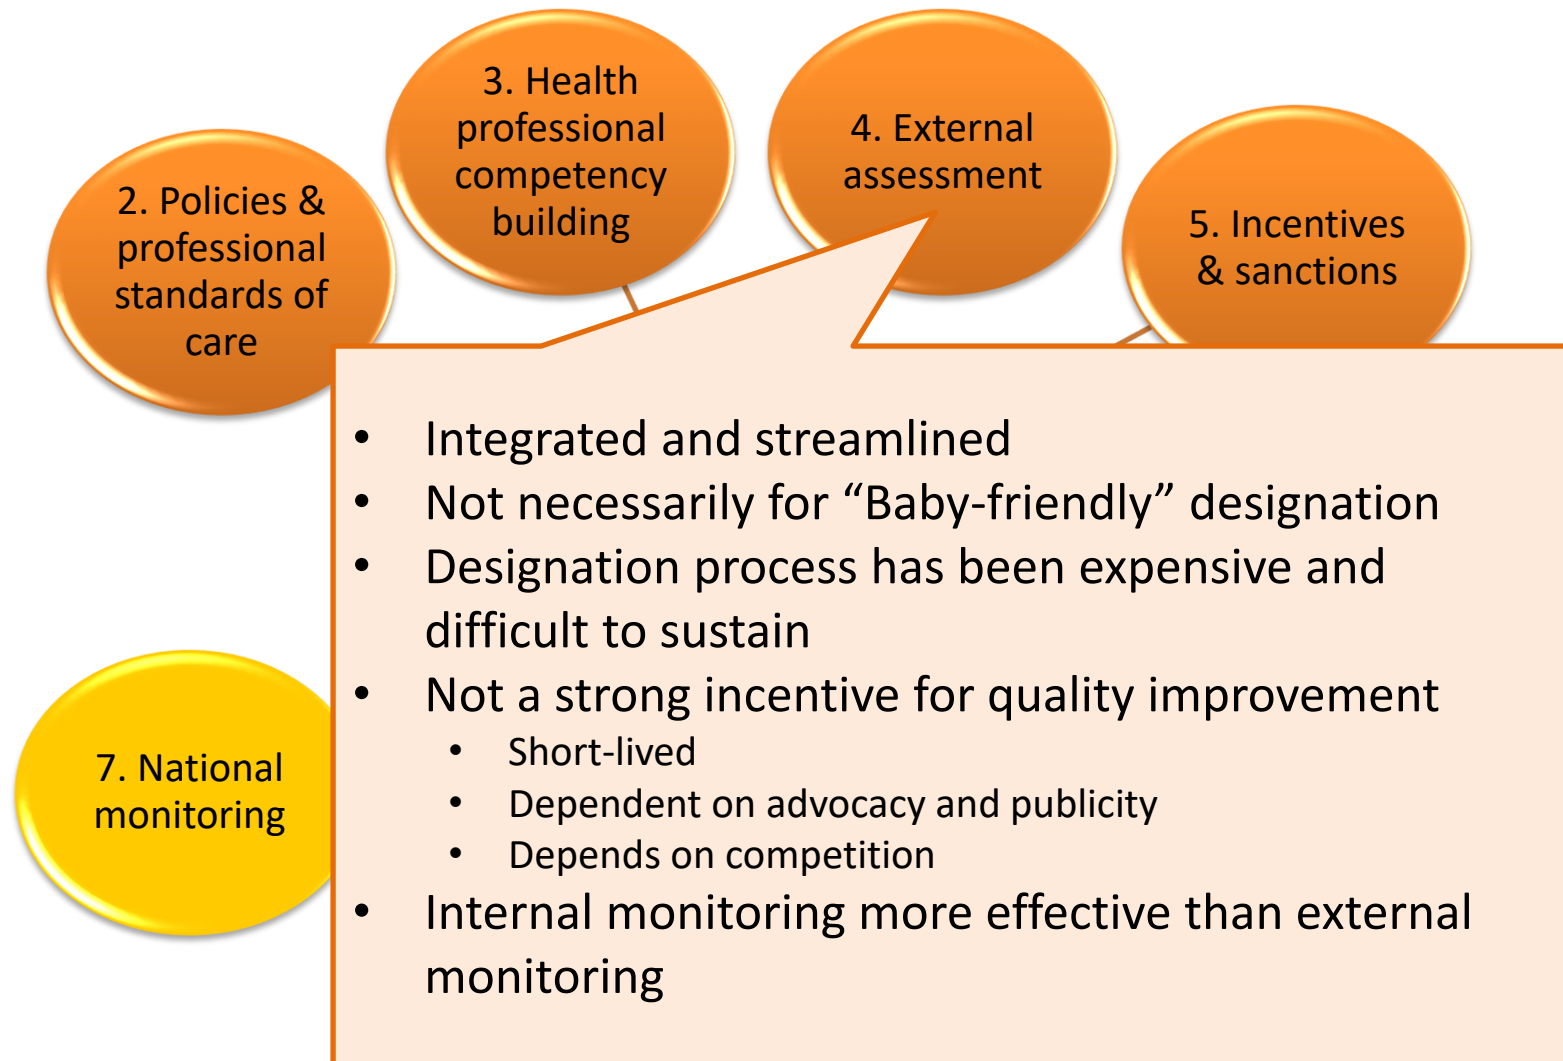 3. Health
professional
competency
building
4. External
assessment
2. Policies &
professional
standards of
care
5. Incentives
& sanctions
• Integrated and streamlined
• Not necessarily for “Baby-friendly” designation
• Designation process has been expensive and
difficult to sustain
• Not a strong incentive for quality improvement
• Short-lived
• Dependent on advocacy and publicity
• Depends on competition
• Internal monitoring more effective than external
monitoring
7. National
monitoring